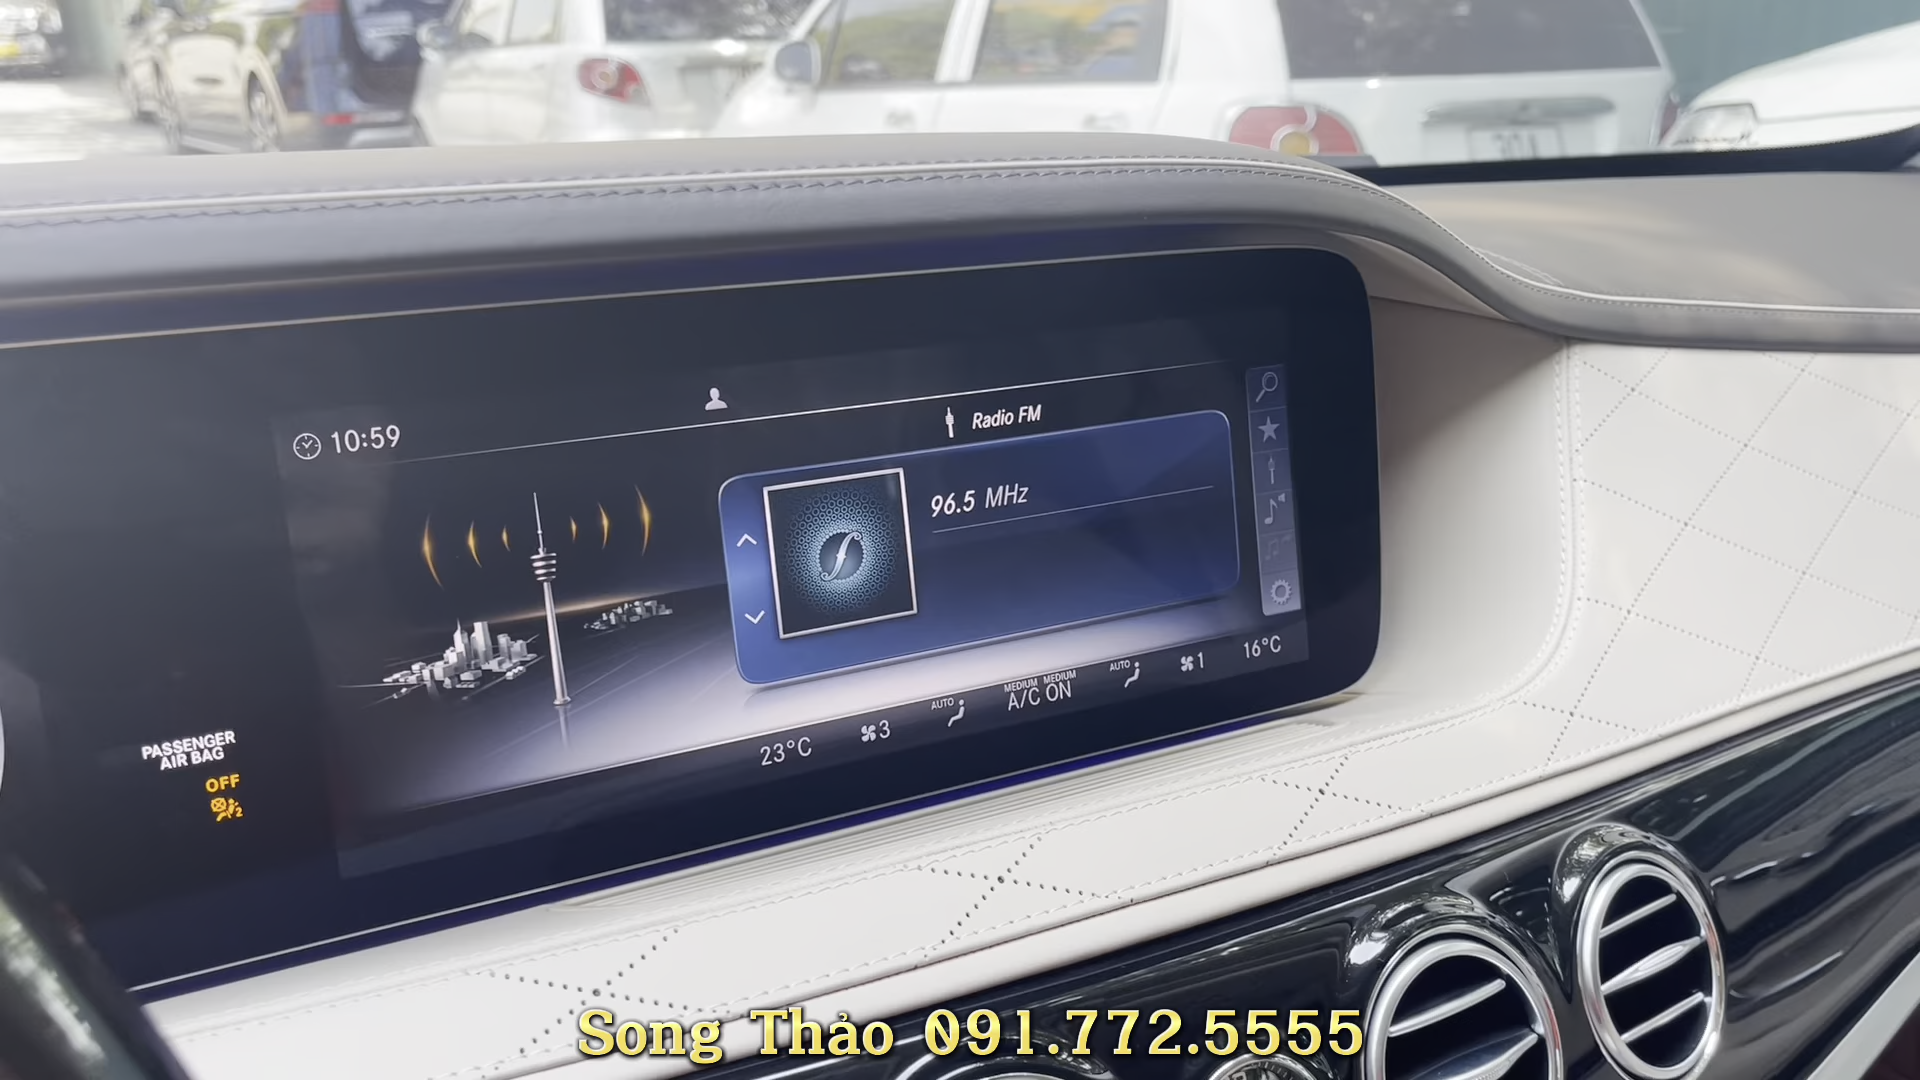 10:59
Radio FM
96.5 MHz
PASSENGER
AIR BAG
OFF
2
23°C
3
AUTO
MEDIUM MEDIUM
A/C ON
AUTO
1
16°C
Song Thảo 091.772.5555